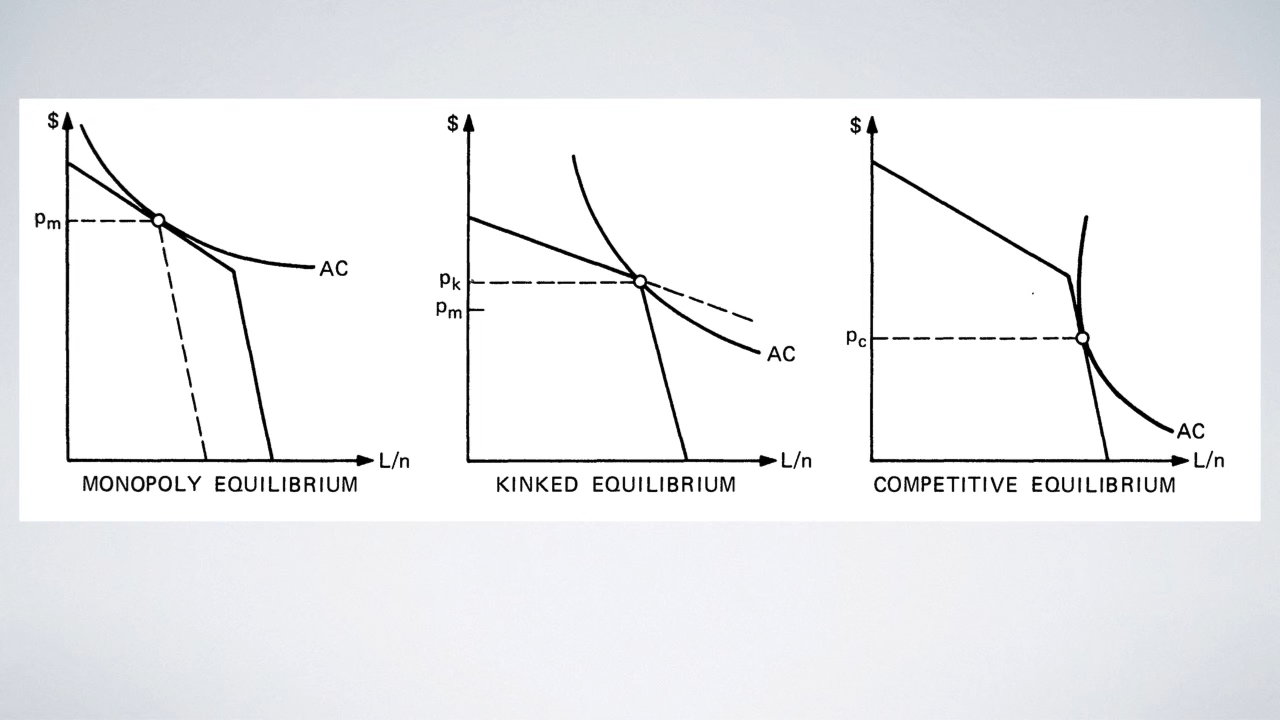 $
p_m
AC
L/n
MONOPOLY EQUILIBRIUM
$
p_k
p_m
AC
L/n
KINKED EQUILIBRIUM
$
p_c
AC
L/n
COMPETITIVE EQUILIBRIUM